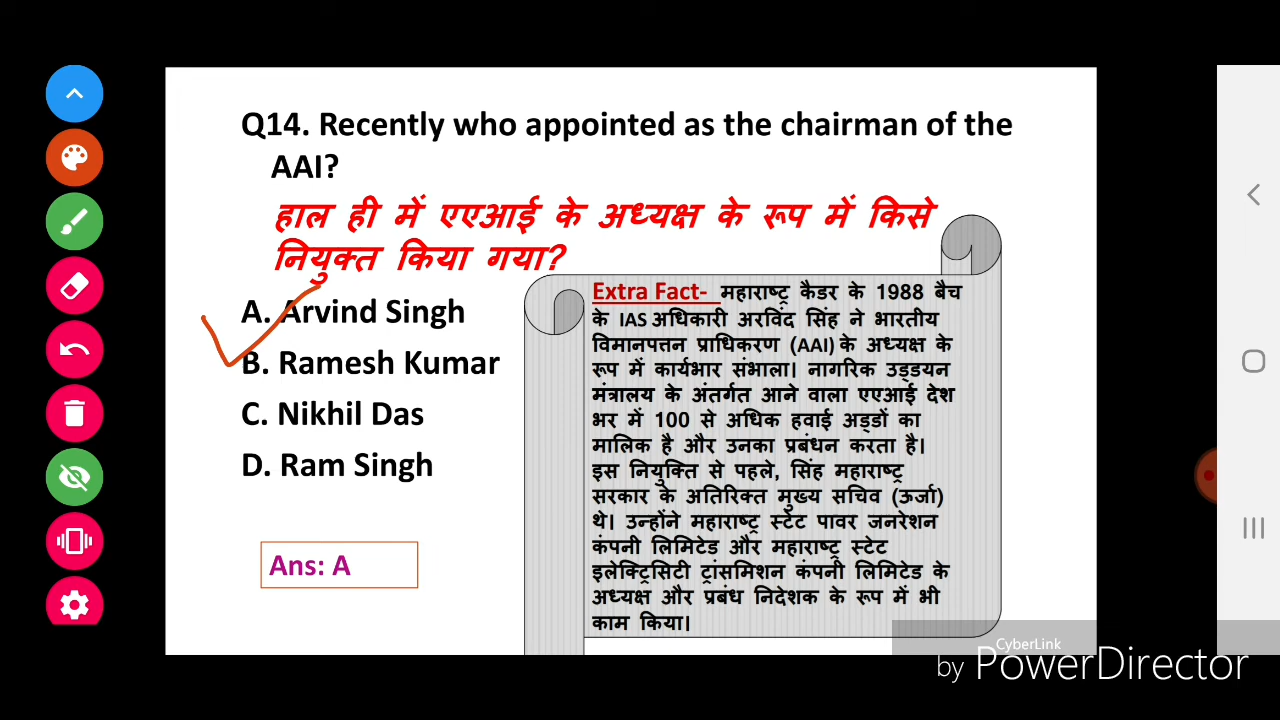 Q14. Recently who appointed as the chairman of the
AAI?
हाल ही में एएआई के अध्यक्ष के रूप में किसे
नियुक्त किया गया?
A. Arvind Singh
B. Ramesh Kumar
C. Nikhil Das
D. Ram Singh
Ans: A
Extra Fact- महाराष्ट्र कैडर के 1988 बैच
के IAS अधिकारी अरविंद सिंह ने भारतीय
विमानपत्तन प्राधिकरण (AAI) के अध्यक्ष के
रूप में कार्यभार संभाला। नागरिक उड्डयन
मंत्रालय के अंतर्गत आने वाला एएआई देश
भर में 100 से अधिक हवाई अड्डों का
मालिक है और उनका प्रबंधन करता है।
इस नियुक्ति से पहले, सिंह महाराष्ट्र
सरकार के अतिरिक्त मुख्य सचिव (ऊर्जा)
थे। उन्होंने महाराष्ट्र स्टेट पावर जनरेशन
कंपनी लिमिटेड और महाराष्ट्र स्टेट
इलेक्ट्रिसिटी ट्रांसमिशन कंपनी लिमिटेड के
अध्यक्ष और प्रबंध निदेशक के रूप में भी
काम किया।
CyberLink
by PowerDirector